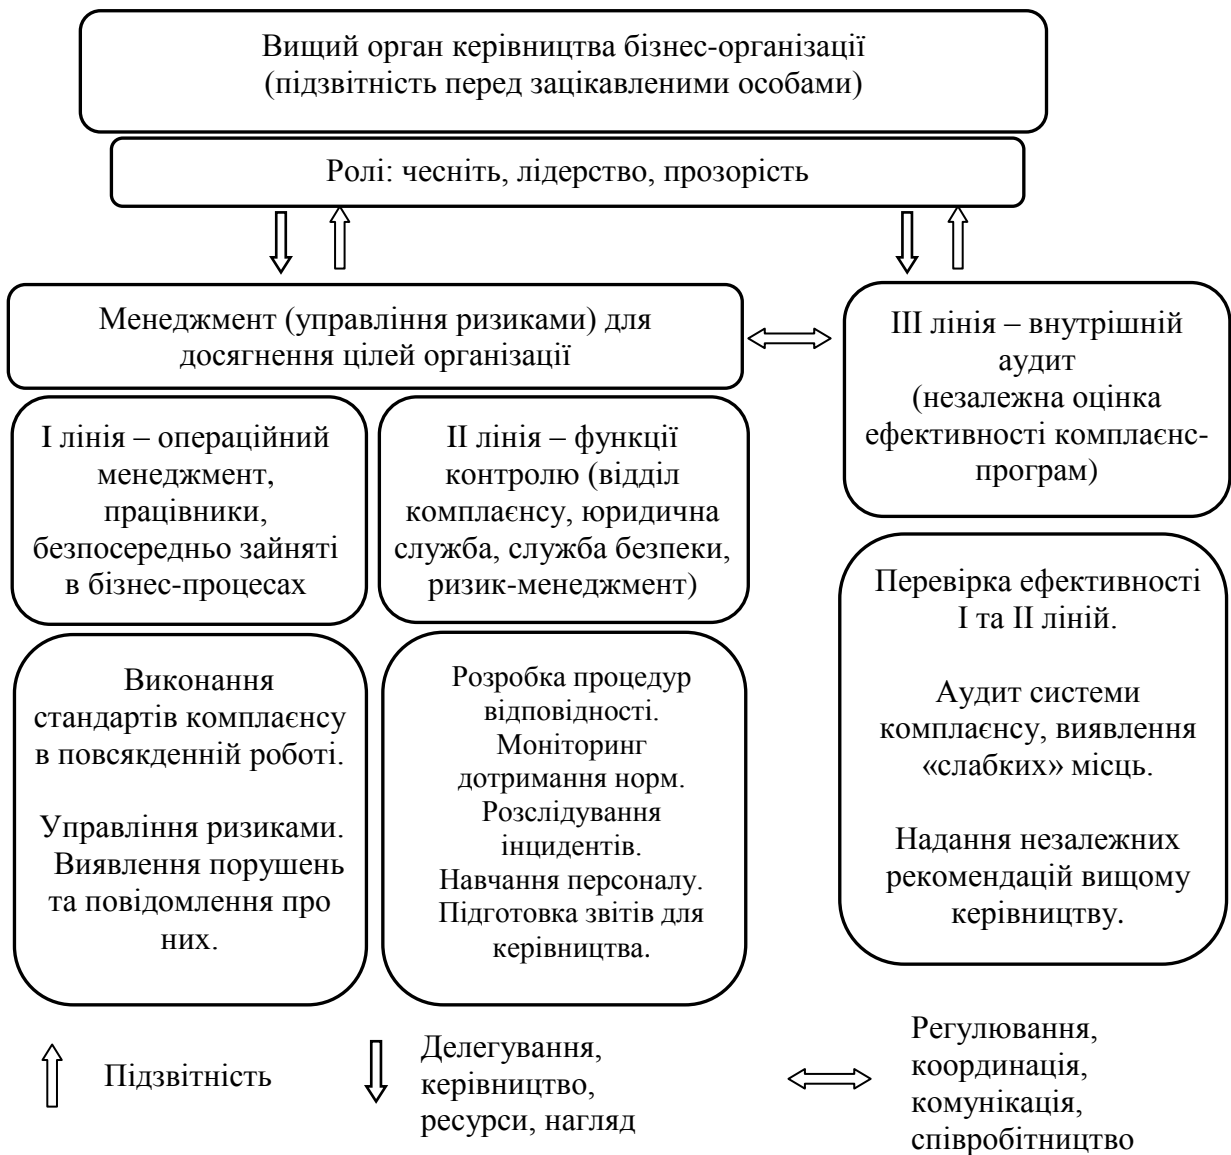 Вищий орган керівництва бізнес-організації
(підзвітність перед зацікавленими особами)
Ролі: чесніть, лідерство, прозорість
Менеджмент (управління ризиками) для
досягнення цілей організації
ІІІ лінія – внутрішній
аудит
(незалежна оцінка
ефективності комплаєнс-
програм)
І лінія – операційний
менеджмент,
працівники,
безпосередньо зайняті
в бізнес-процесах
ІІ лінія – функції
контролю (відділ
комплаєнсу, юридична
служба, служба безпеки,
ризик-менеджмент)
Виконання
стандартів комплаєнсу
в повсякденній роботі.
Управління ризиками.
Виявлення порушень
та повідомлення про
них.
Розробка процедур
відповідності.
Моніторинг
дотримання норм.
Розслідування
інцидентів.
Навчання персоналу.
Підготовка звітів для
керівництва.
Перевірка ефективності
І та ІІ ліній.
Аудит системи
комплаєнсу, виявлення
«слабких» місць.
Надання незалежних
рекомендацій вищому
керівництву.
Підзвітність
Делегування,
керівництво,
ресурси, нагляд
Регулювання,
координація,
комунікація,
співробітництво